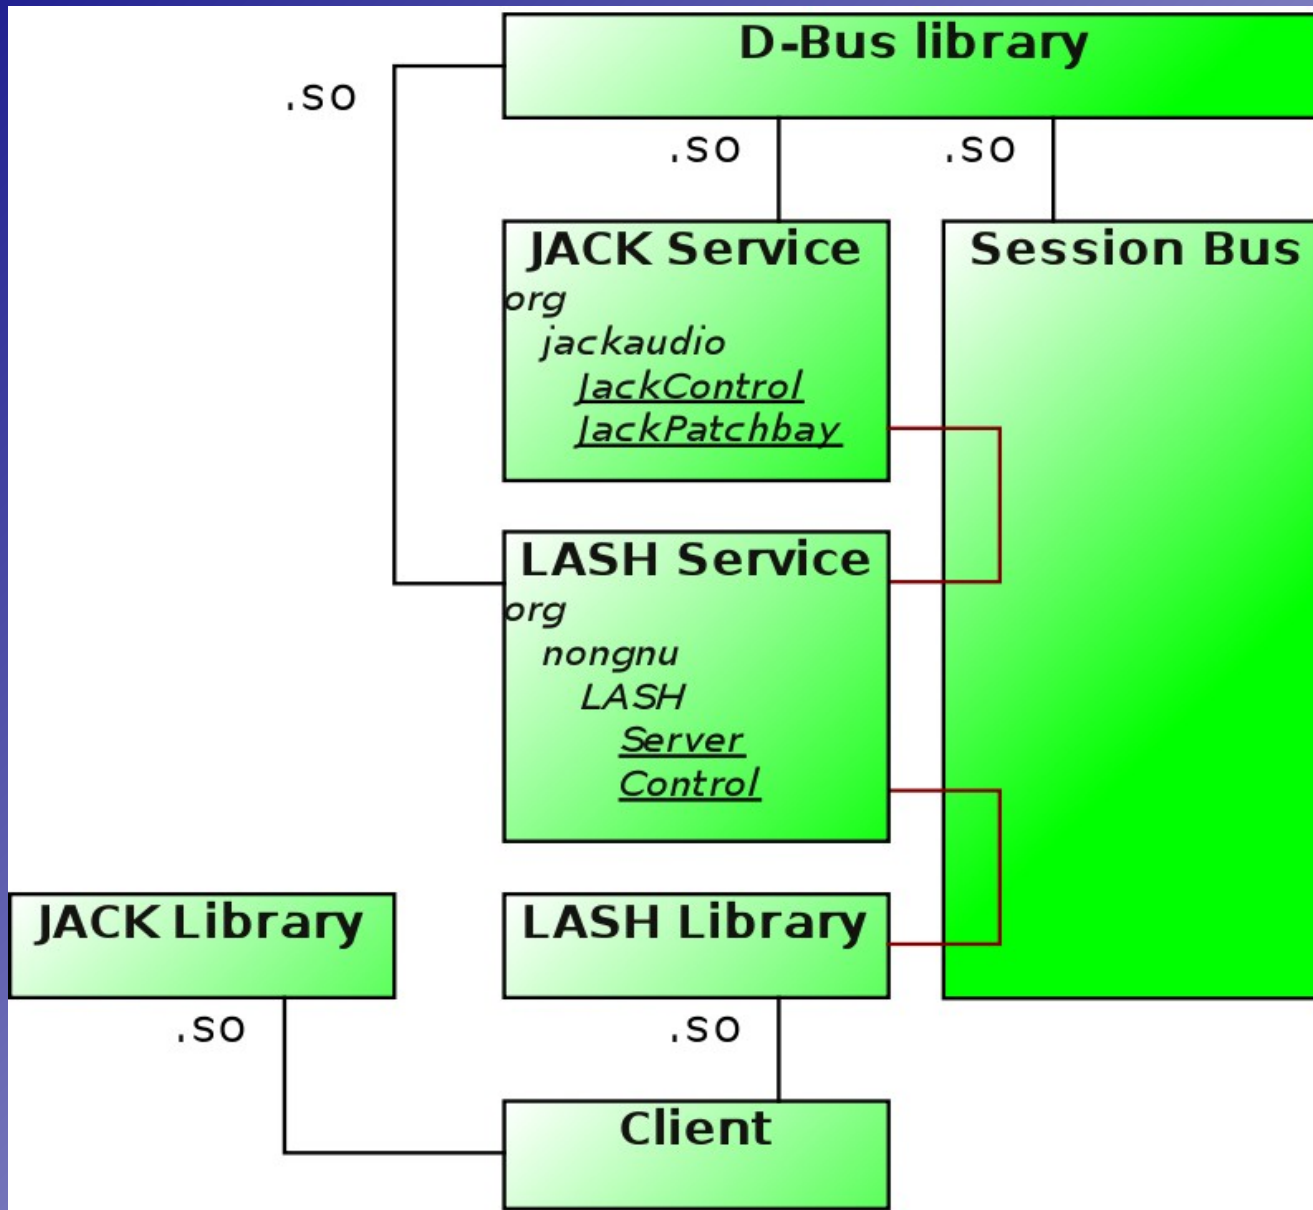 D-Bus library
.so
.so
.so
JACK Service
org
jackaudio
JackControl
JackPatchbay
Session Bus
LASH Service
org
nongnu
LASH
Server
Control
JACK Library
LASH Library
.so
.so
Client